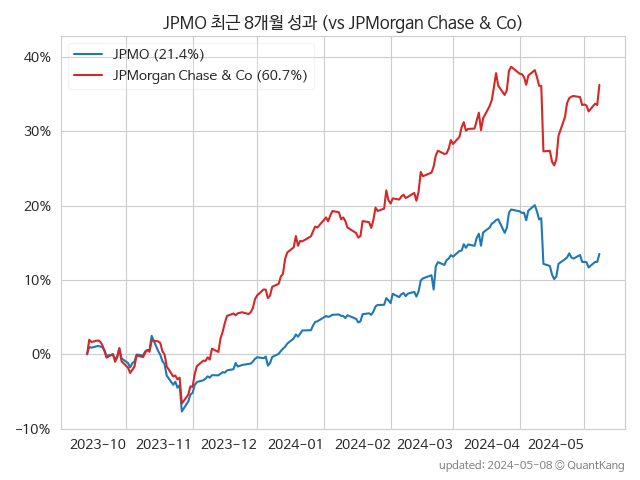 JPMO 최근 8개월 성과 (vs JPMorgan Chase & Co)
JPMO (21.4%)
JPMorgan Chase & Co (60.7%)
40%
30%
20%
10%
0%
−10%
2023-10 2023-11 2023-12 2024-01 2024-02 2024-03 2024-04 2024-05
updated: 2024-05-08 © QuantKang